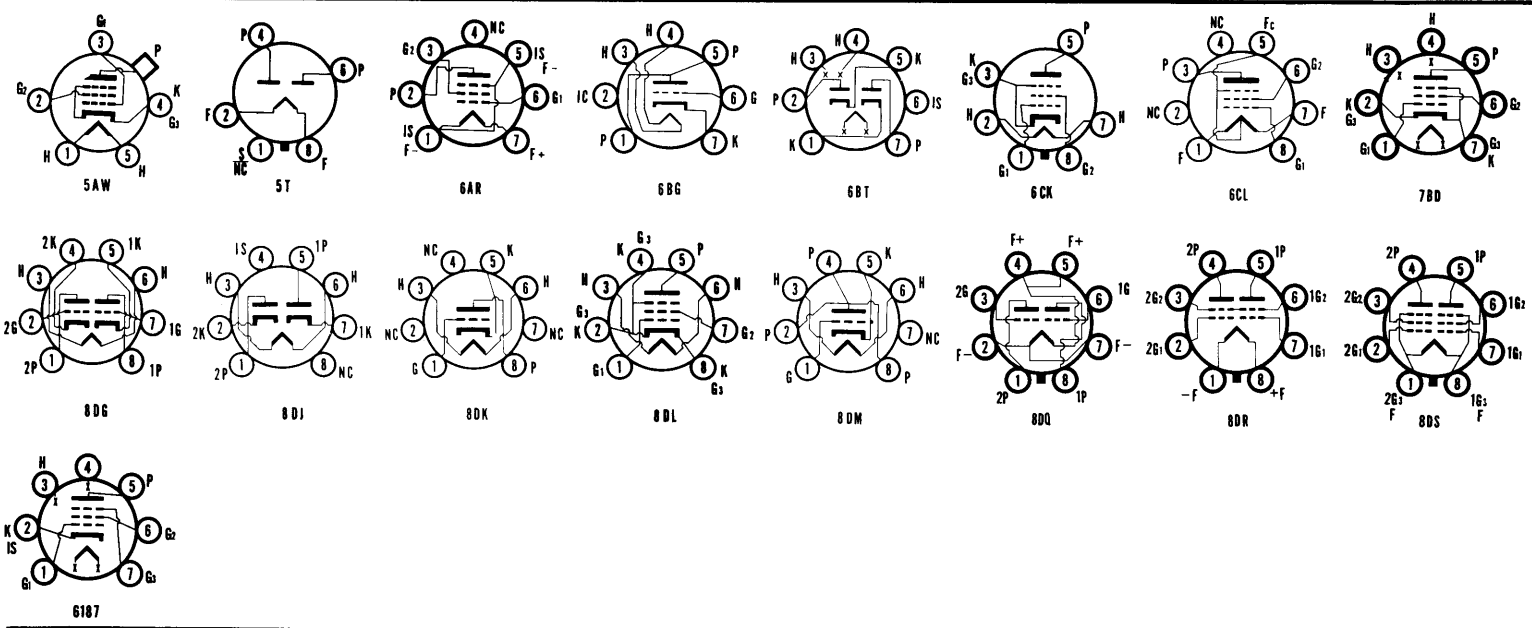 G1
3 P
G2 2 4 K
G3
H 1 5 H
5AW
P 4
6 P
F 2
S 1 8 F
NC
5T
4 NC
G2 3 5 IS
F-
P 2 6 G1
IS 1 7 F+
F-
6AR
H 4
H 3 5 P
IC 2 6 G
P 1 7 K
6BG
H 4
H 3 5 K
P 2 6 IS
K 1 7 P
6BT
5 P
K 3
G3
H 2 7 H
G1 1 8 G2
6CK
NC 4 5 Fc
P 3 6 G2
NC 2 7 F
F 1 8 G1
6CL
H
4
H 3 5 P
K 2 6 G2
G3
G1 1 7 G3
K
7BD
2K 4 5 1K
H 3 6 H
2G 2 7 1G
2P 1 8 1P
8DG
IS 4 5 1P
H 3 6 H
2K 2 7 1K
2P 1 8 NC
8DJ
NC 4 5 K
H 3 6 H
NC 2 7 NC
G 1 8 P
8DK
G3
K 4 5 P
H 3 6 H
G3
K 2 7 G2
G1 1 8 K
G3
8DL
P 4 5 K
H 3 6 H
P 2 7 NC
G 1 8 P
8DM
F+ F+
4 5
2G 3 6 1G
F- 2 7 F-
2P 1 8 1P
8DQ
2P 4 5 1P
2G2 3 6 1G2
2G1 2 7 1G1
-F 1 8 +F
8DR
2P 4 5 1P
2G2 3 6 1G2
2G1 2 7 1G1
2G3 1 8 1G3
F F
8DS
4
H 3 5 P
K 2 6 G2
IS
G1 1 7 G3
6187